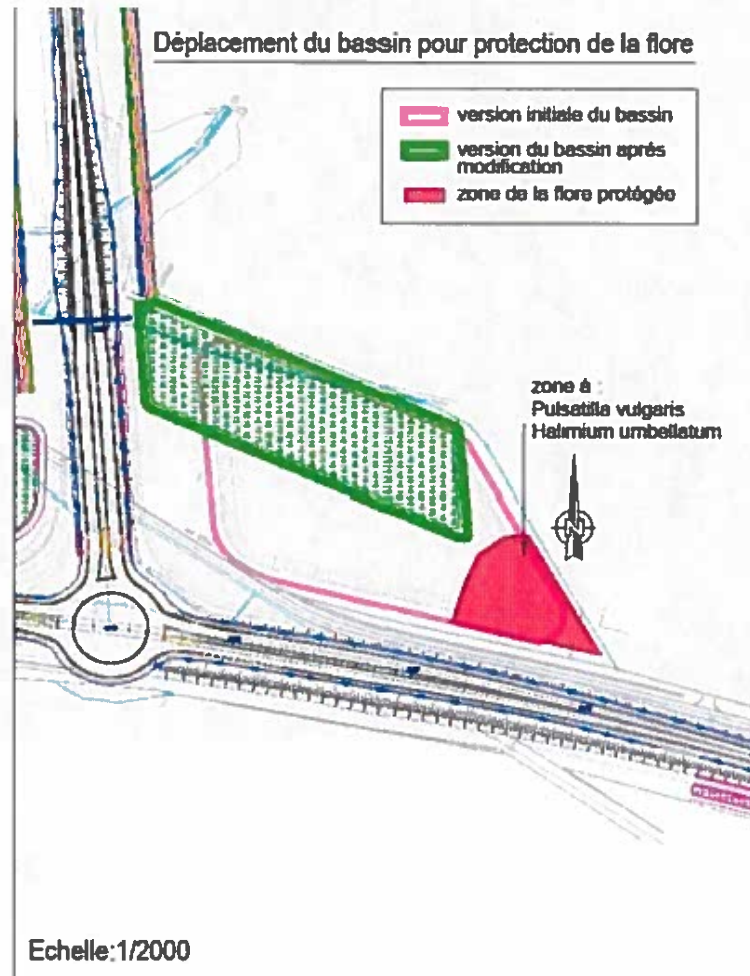 Déplacement du bassin pour protection de la flore
version initiale du bassin
version du bassin aprés
modification
zone de la flore protégée
zone à :
Pulsatilla vulgaris
Halimium umbellatum
N
Echelle:1/2000